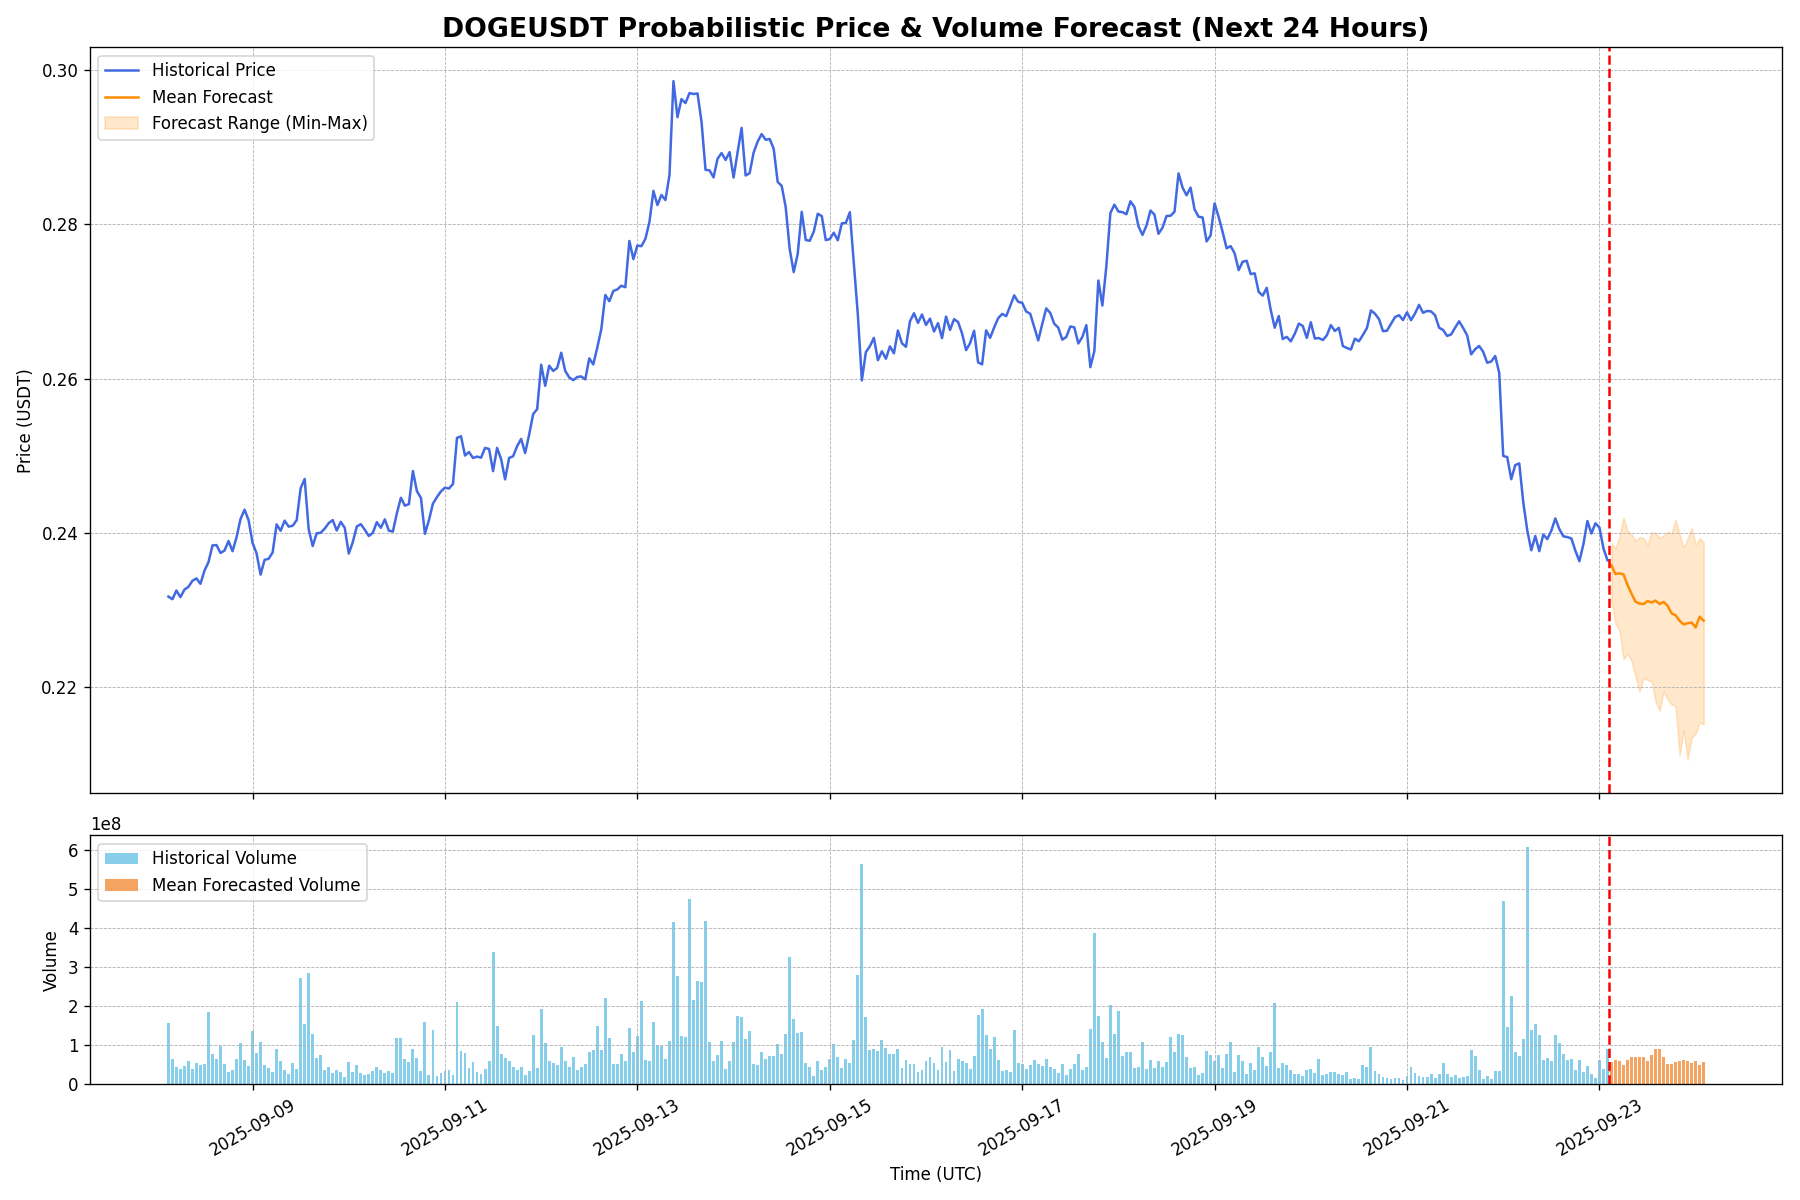 DOGEUSDT Probabilistic Price & Volume Forecast (Next 24 Hours)
Historical Price
Mean Forecast
Forecast Range (Min-Max)
Price (USDT)
0.30
0.28
0.26
0.24
0.22
1e8
Historical Volume
Mean Forecasted Volume
Volume
6
5
4
3
2
1
0
2025-09-09
2025-09-11
2025-09-13
2025-09-15
2025-09-17
2025-09-19
2025-09-21
2025-09-23
Time (UTC)